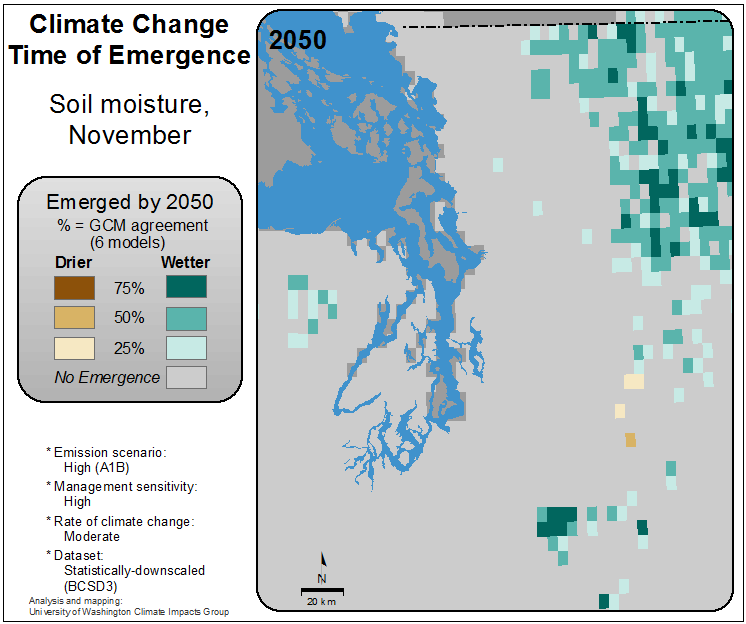 Climate Change
Time of Emergence
Soil moisture,
November
Emerged by 2050
% = GCM agreement
(6 models)
Drier Wetter
75%
50%
25%
No Emergence
* Emission scenario:
High (A1B)
* Management sensitivity:
High
* Rate of climate change:
Moderate
* Dataset:
Statistically-downscaled
(BCSD3)
Analysis and mapping:
University of Washington Climate Impacts Group
2050
N
20 km